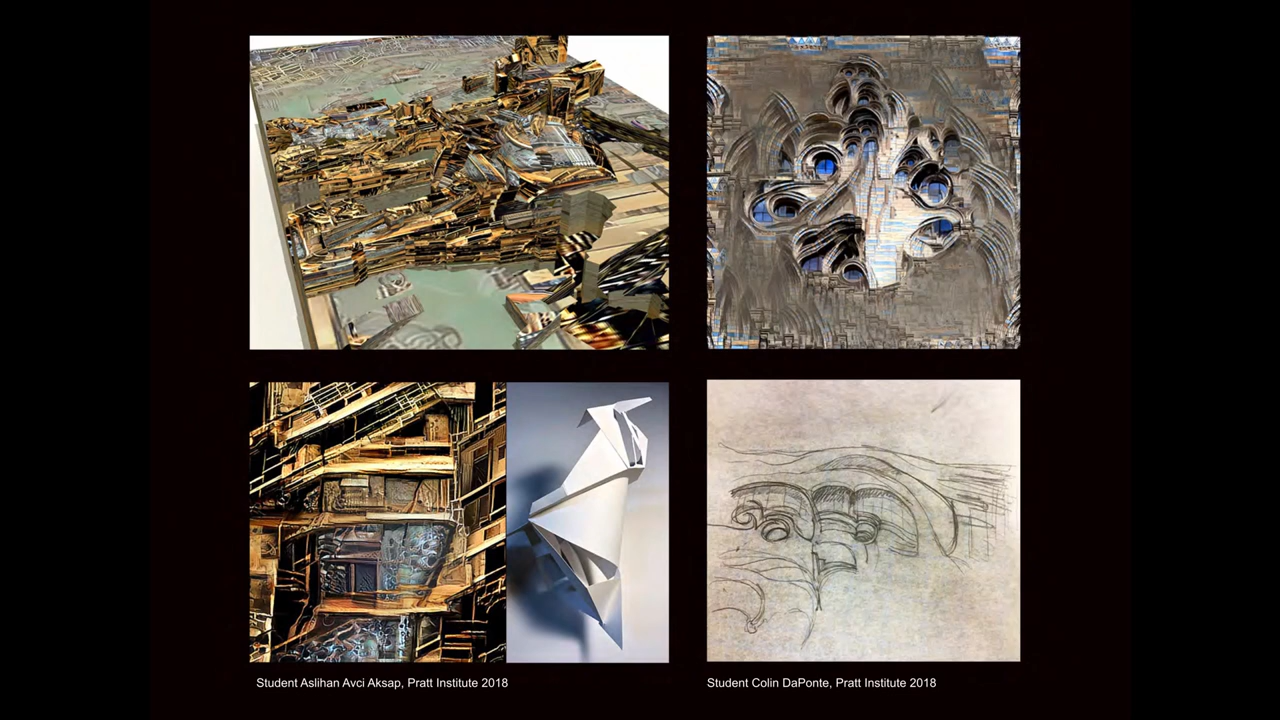 Student Aslihan Avci Aksap, Pratt Institute 2018
Student Colin DaPonte, Pratt Institute 2018